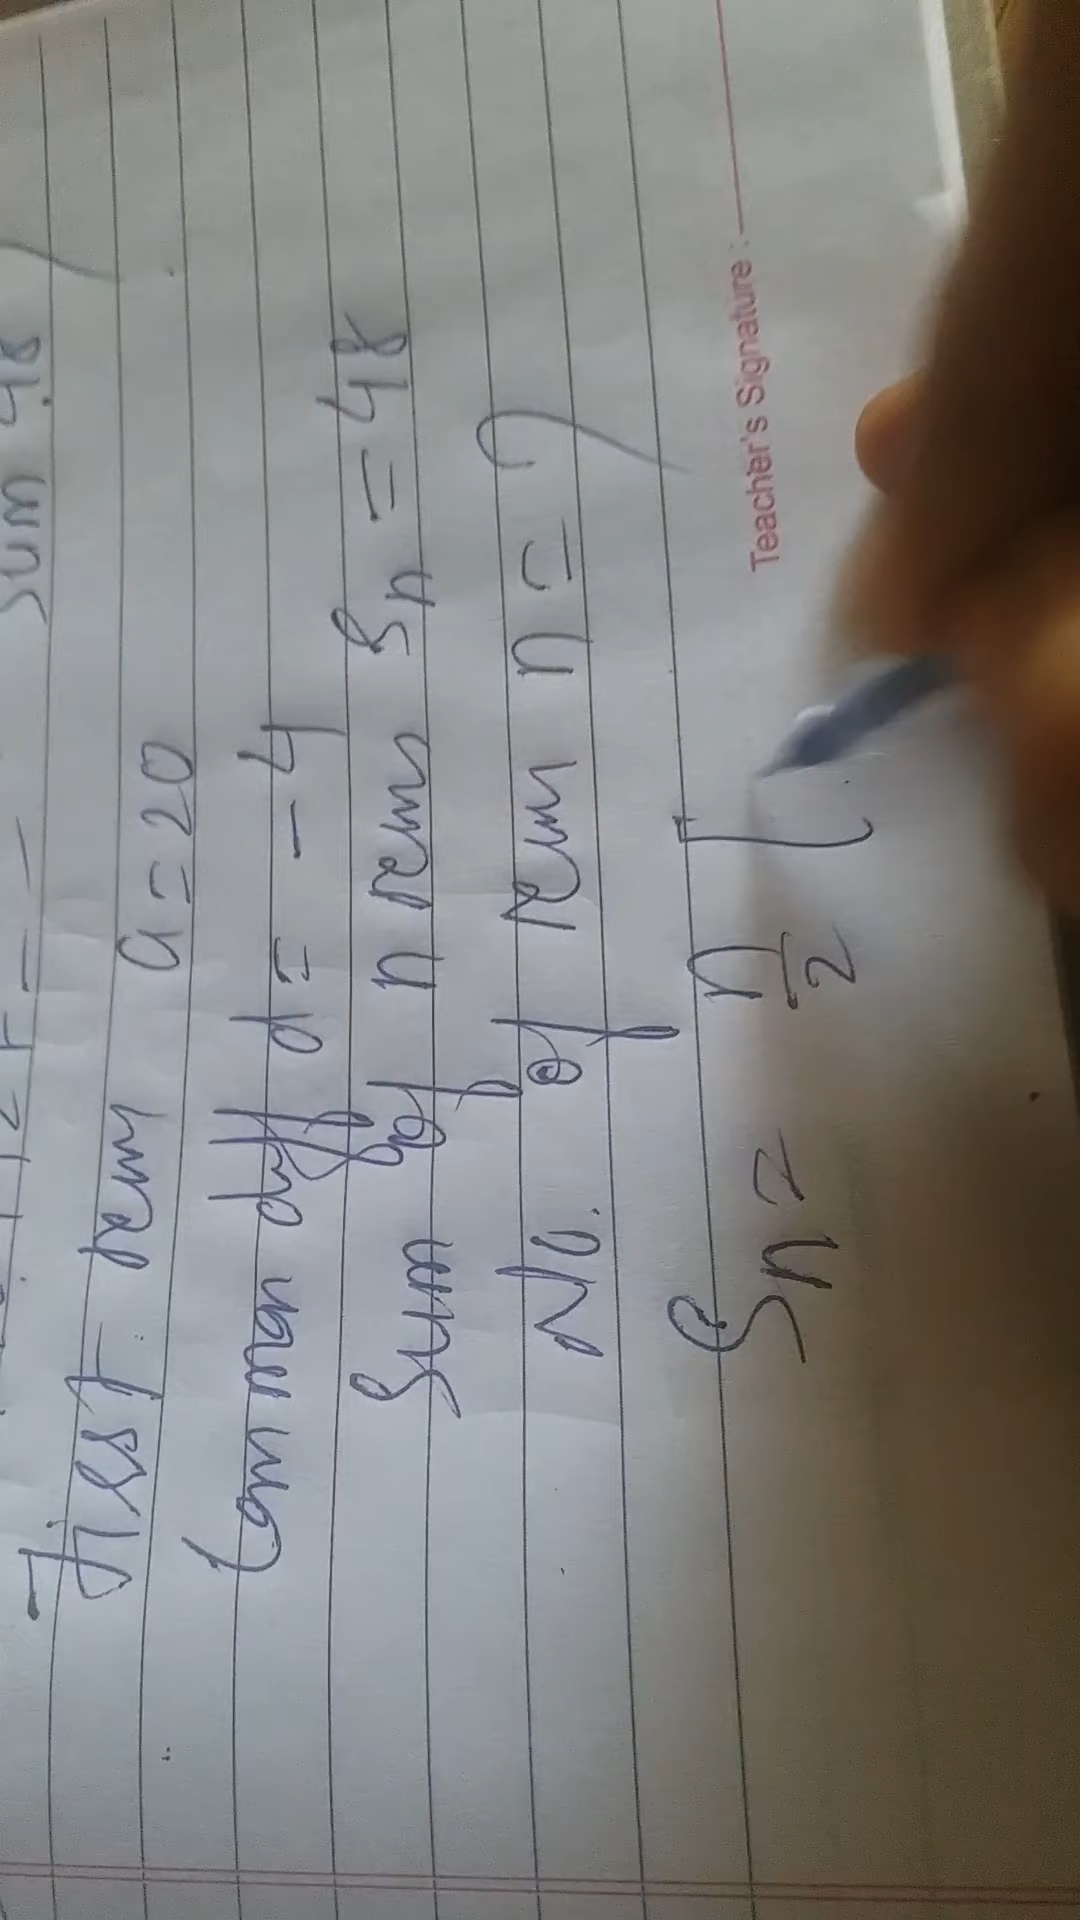 sum 48
First term a = 20
Common diff d = - 4
Sum of n term Sn = 48
No. of term n = ?
Teacher's Signature :
Sn = n/2 [